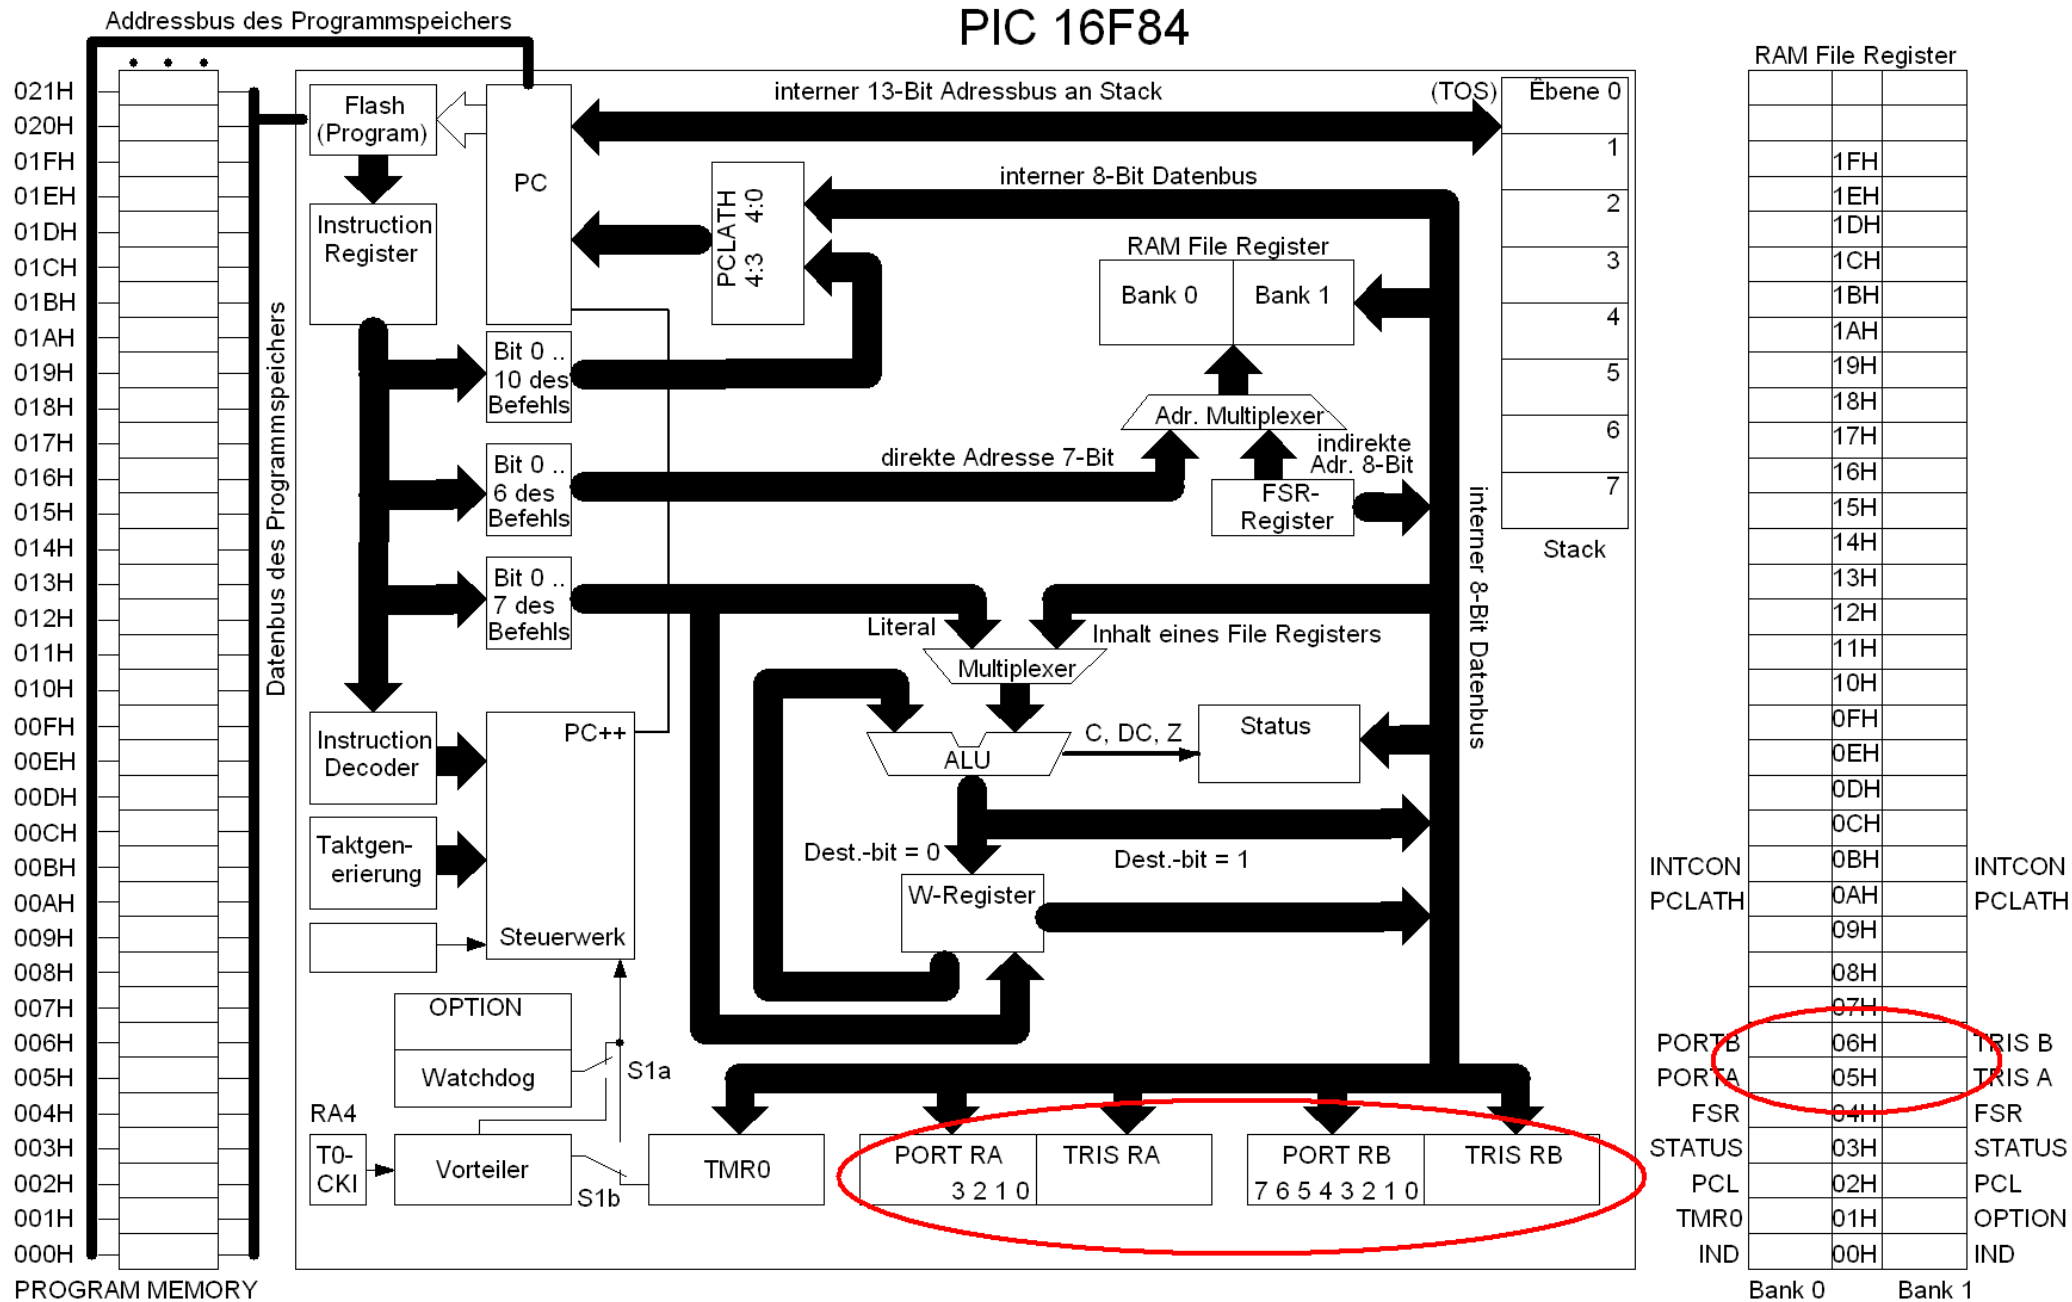 Addressbus des Programmspeichers
PIC 16F84
RAM File Register
021H
020H
01FH
01EH
01DH
01CH
01BH
01AH
019H
018H
017H
016H
015H
014H
013H
012H
011H
010H
00FH
00EH
00DH
00CH
00BH
00AH
009H
008H
007H
006H
005H
004H
003H
002H
001H
000H
PROGRAM MEMORY
Datenbus des Programmspeichers
Flash
(Program)
PC
interner 13-Bit Adressbus an Stack
(TOS)
Ebene 0
1
2
3
4
5
6
7
Stack
Instruction
Register
PCLATH
4:3 4:0
interner 8-Bit Datenbus
RAM File Register
Bank 0
Bank 1
Bit 0 ..
10 des
Befehls
Adr. Multiplexer
Bit 0 ..
6 des
Befehls
direkte Adresse 7-Bit
indirekte
Adr. 8-Bit
FSR-
Register
interner 8-Bit Datenbus
Bit 0 ..
7 des
Befehls
Literal
Inhalt eines File Registers
Multiplexer
Instruction
Decoder
PC++
ALU
C, DC, Z
Status
Taktgen-
erierung
Dest.-bit = 0
Dest.-bit = 1
W-Register
Steuerwerk
OPTION
Watchdog
S1a
RA4
T0-
CKI
Vorteiler
S1b
TMR0
PORT RA
3 2 1 0
TRIS RA
PORT RB
7 6 5 4 3 2 1 0
TRIS RB
1FH
1EH
1DH
1CH
1BH
1AH
19H
18H
17H
16H
15H
14H
13H
12H
11H
10H
0FH
0EH
0DH
0CH
INTCON 0BH INTCON
PCLATH 0AH PCLATH
09H
08H
07H
PORTB 06H TRIS B
PORTA 05H TRIS A
FSR 04H FSR
STATUS 03H STATUS
PCL 02H PCL
TMR0 01H OPTION
IND 00H IND
Bank 0
Bank 1